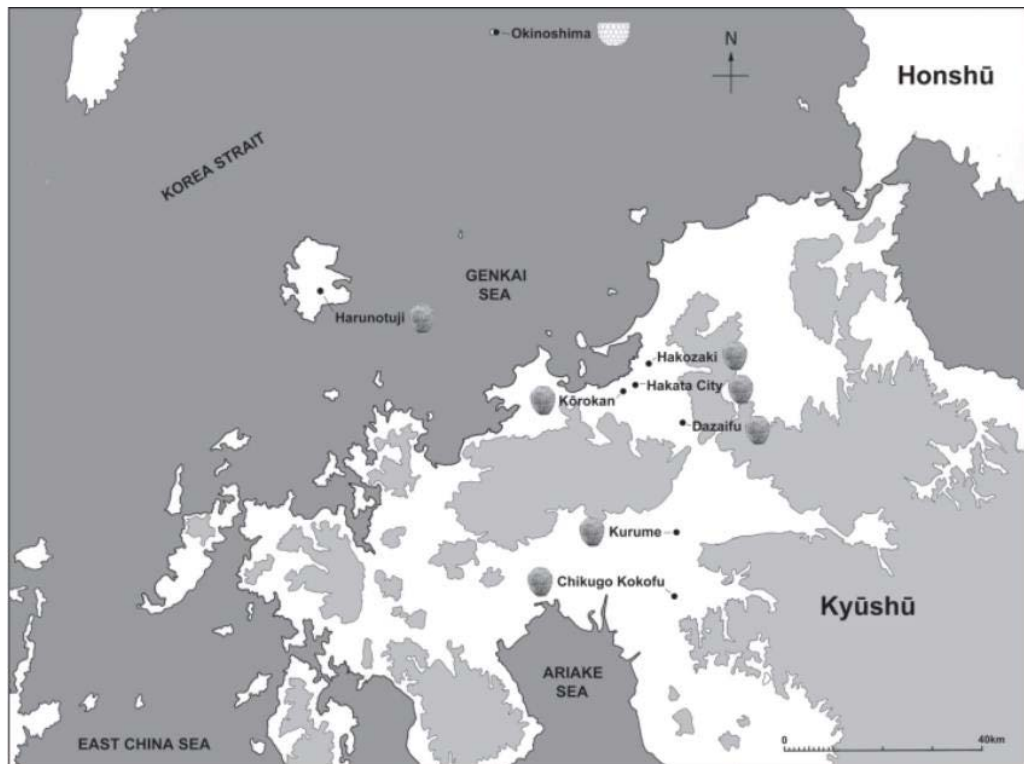 Okinoshima
N
Honshū
KOREA STRAIT
GENKAI
SEA
Harunotuji
Hakozaki
Hakata City
Kōrokan
Dazaifu
Kurume
Chikugo Kokofu
Kyūshū
ARIAKE
SEA
EAST CHINA SEA
0 40km